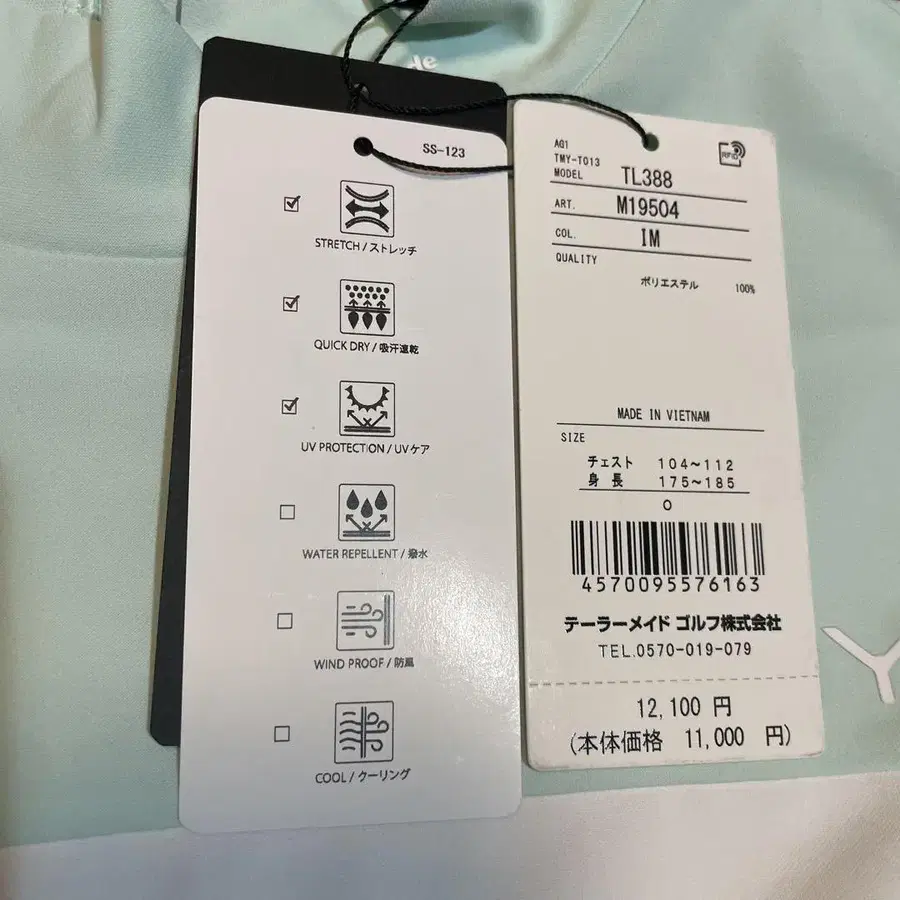 de
SS-123
STRETCH / ストレッチ
QUICK DRY / 吸汗速乾
UV PROTECTION / UVケア
WATER REPELLENT / 撥水
WIND PROOF / 防風
COOL / クーリング
RFID
AG1
TMY-T013
MODEL TL388
ART. M19504
COL. IM
QUALITY
ポリエステル 100%
MADE IN VIETNAM
SIZE
チェスト 104~112
身長 175~185
O
4570095576163
テーラーメイド ゴルフ株式会社
TEL.0570-019-079
12,100 円
(本体価格 11,000 円)
Y